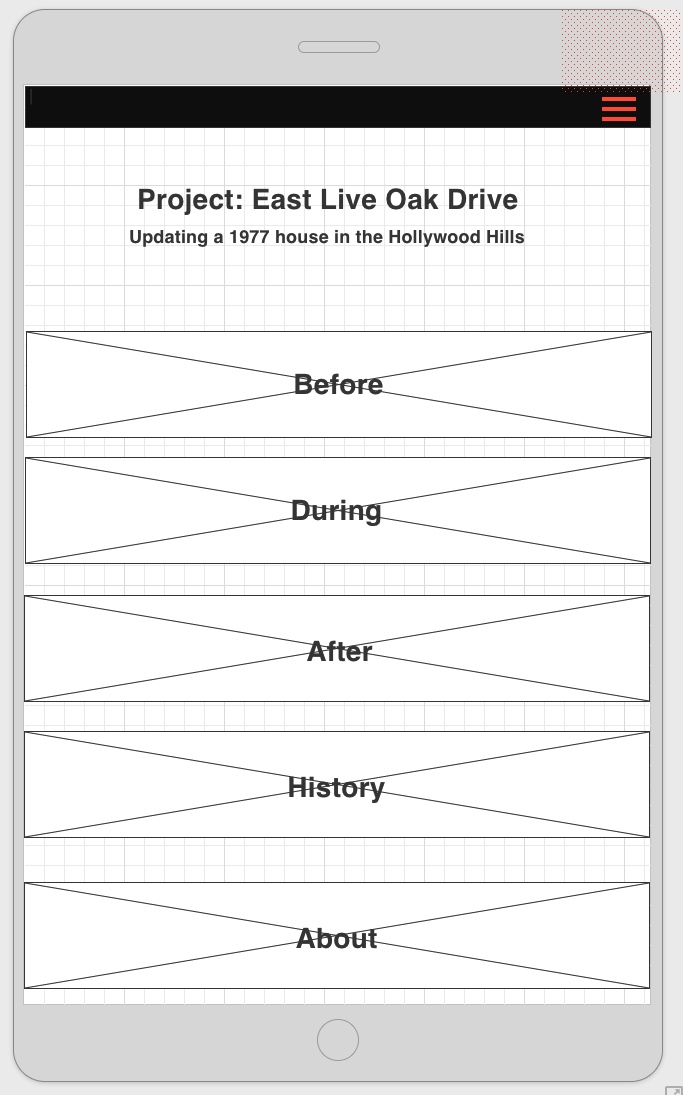 Project: East Live Oak Drive
Updating a 1977 house in the Hollywood Hills
Before
During
After
History
About